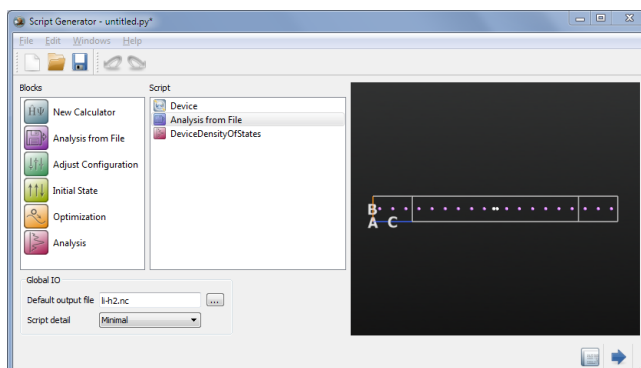 Script Generator - untitled.py*
File Edit Windows Help
Blocks
Script
New Calculator
Analysis from File
Adjust Configuration
Initial State
Optimization
Analysis
Device
Analysis from File
DeviceDensityOfStates
B
A C
Global IO
Default output file li-h2.nc ...
Script detail Minimal